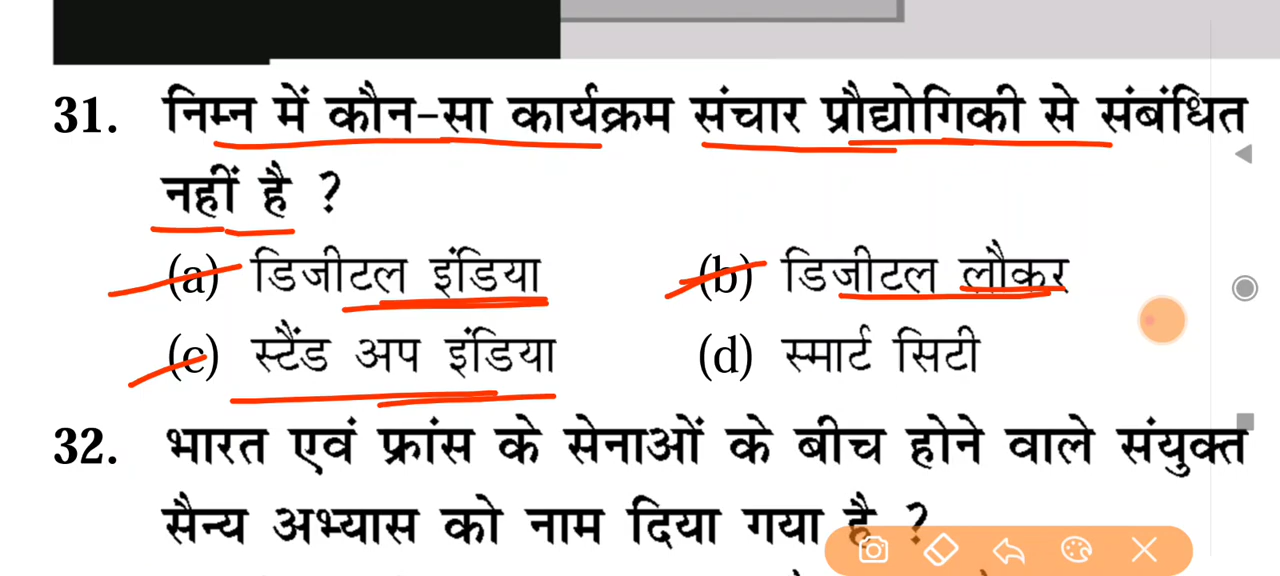 31. निम्न में कौन-सा कार्यक्रम संचार प्रौद्योगिकी से संबंधित
नहीं है ?
(a) डिजीटल इंडिया (b) डिजीटल लौकर
(c) स्टैंड अप इंडिया (d) स्मार्ट सिटी
32. भारत एवं फ्रांस के सेनाओं के बीच होने वाले संयुक्त
सैन्य अभ्यास को नाम दिया गया है ?